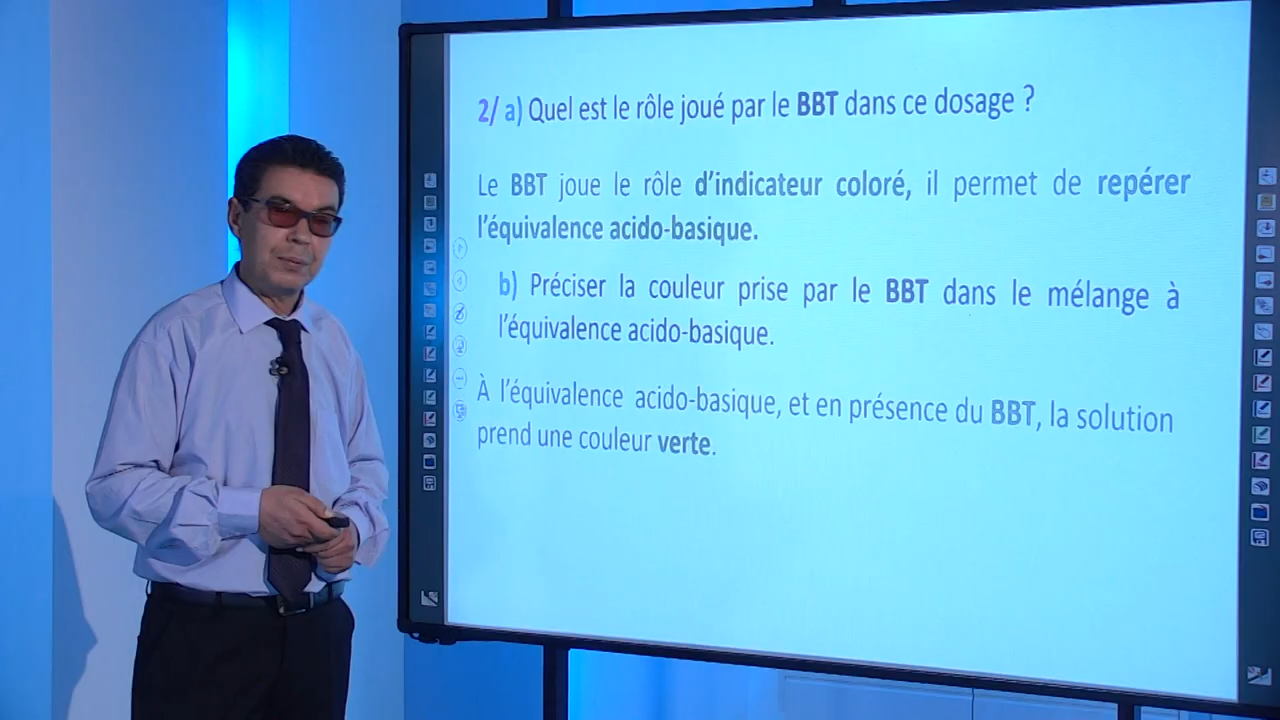 2/ a) Quel est le rôle joué par le BBT dans ce dosage ?
Le BBT joue le rôle d’indicateur coloré, il permet de repérer
l’équivalence acido-basique.
b) Préciser la couleur prise par le BBT dans le mélange à
l’équivalence acido-basique.
À l’équivalence acido-basique, et en présence du BBT, la solution
prend une couleur verte.